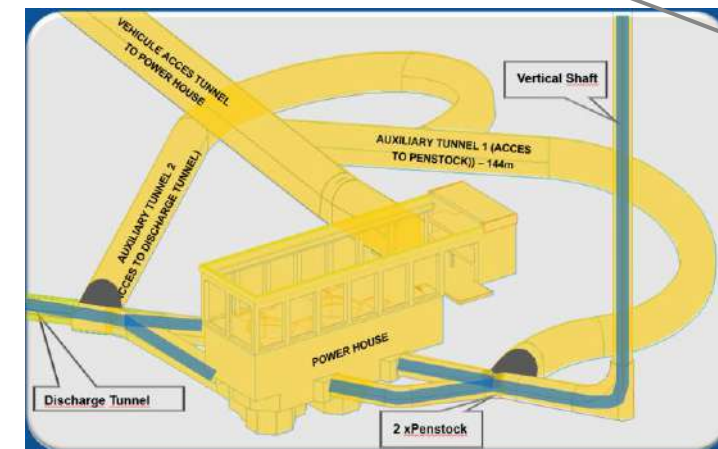 VEHICULE ACCES TUNNEL
TO POWER HOUSE
Vertical Shaft
AUXILIARY TUNNEL 1 (ACCES
TO PENSTOCK)) – 144m
AUXILIARY TUNNEL 2
(ACCES TO DISCHARGE TUNNEL)
POWER HOUSE
Discharge Tunnel
2 xPenstock